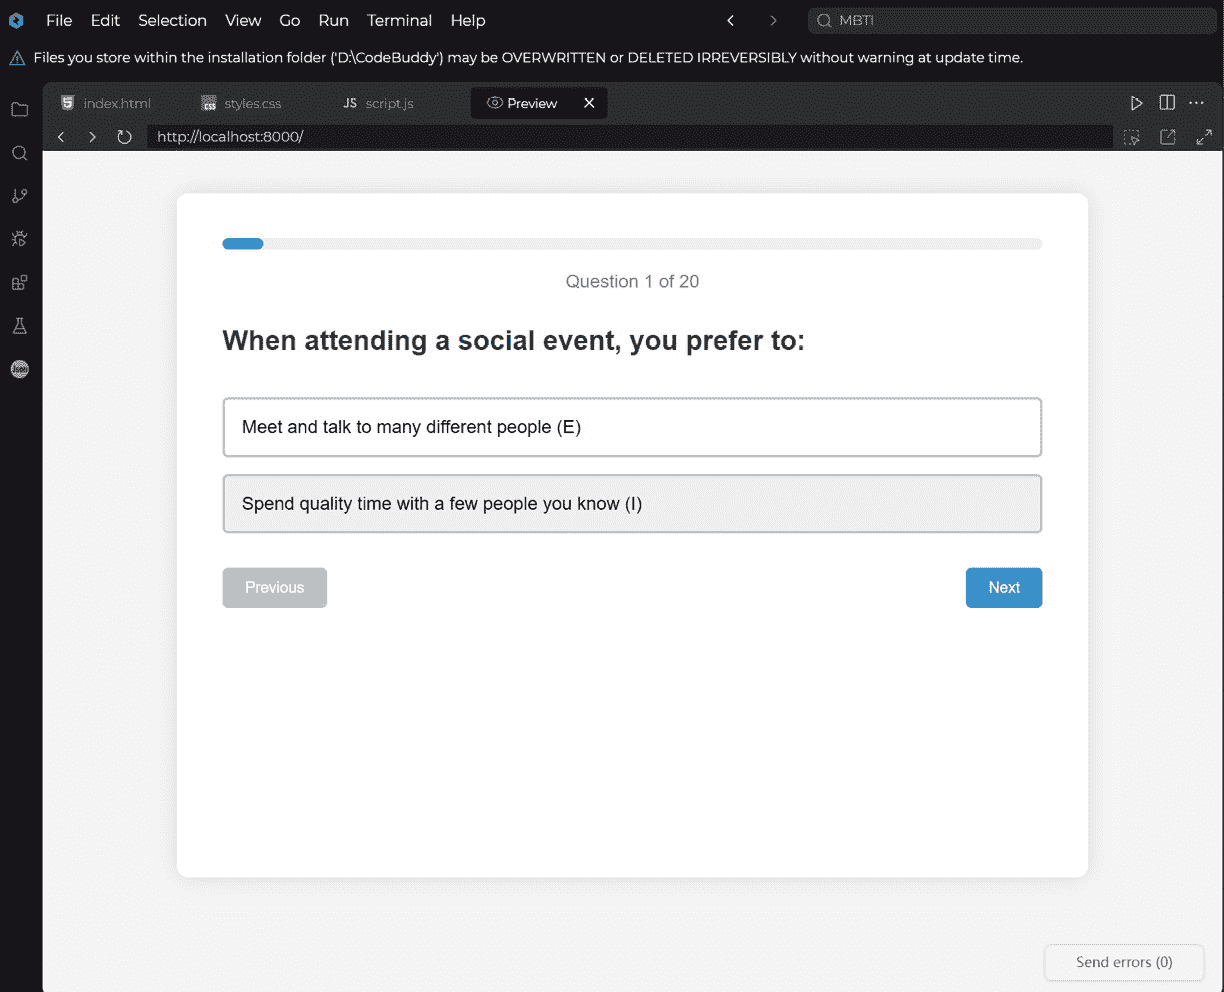 File Edit Selection View Go Run Terminal Help MBTI
Files you store within the installation folder ('D:\CodeBuddy') may be OVERWRITTEN or DELETED IRREVERSIBLY without warning at update time.
index.html CSS styles.css JS script.js Preview
http://localhost:8000/
Json
Question 1 of 20
When attending a social event, you prefer to:
Meet and talk to many different people (E)
Spend quality time with a few people you know (I)
Previous Next
Send errors (0)